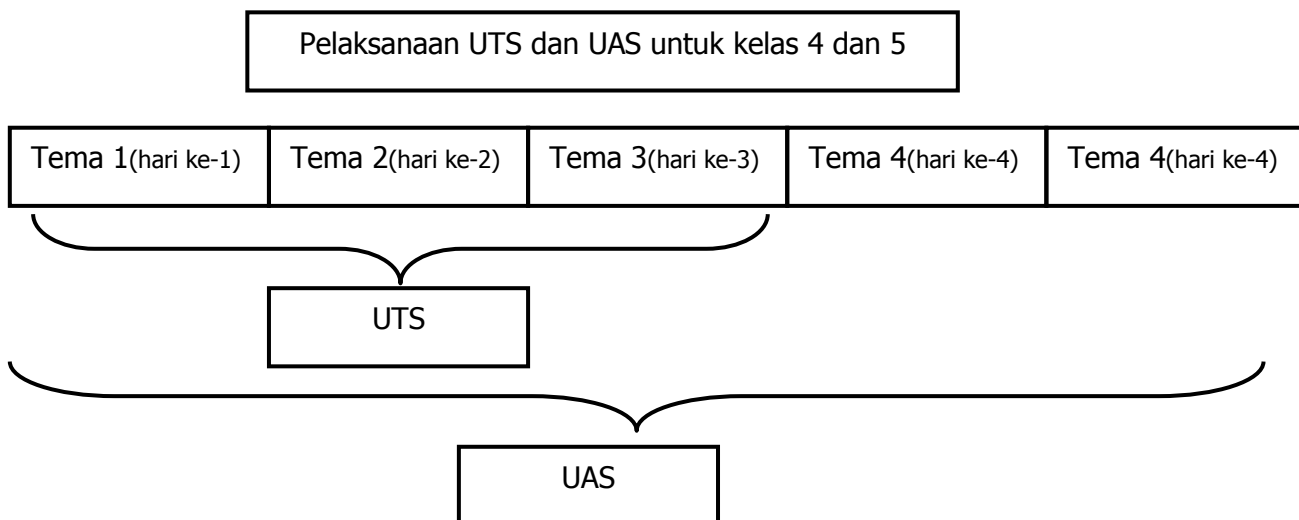 Pelaksanaan UTS dan UAS untuk kelas 4 dan 5
Tema 1(hari ke-1) Tema 2(hari ke-2) Tema 3(hari ke-3) Tema 4(hari ke-4) Tema 4(hari ke-4)
UTS
UAS